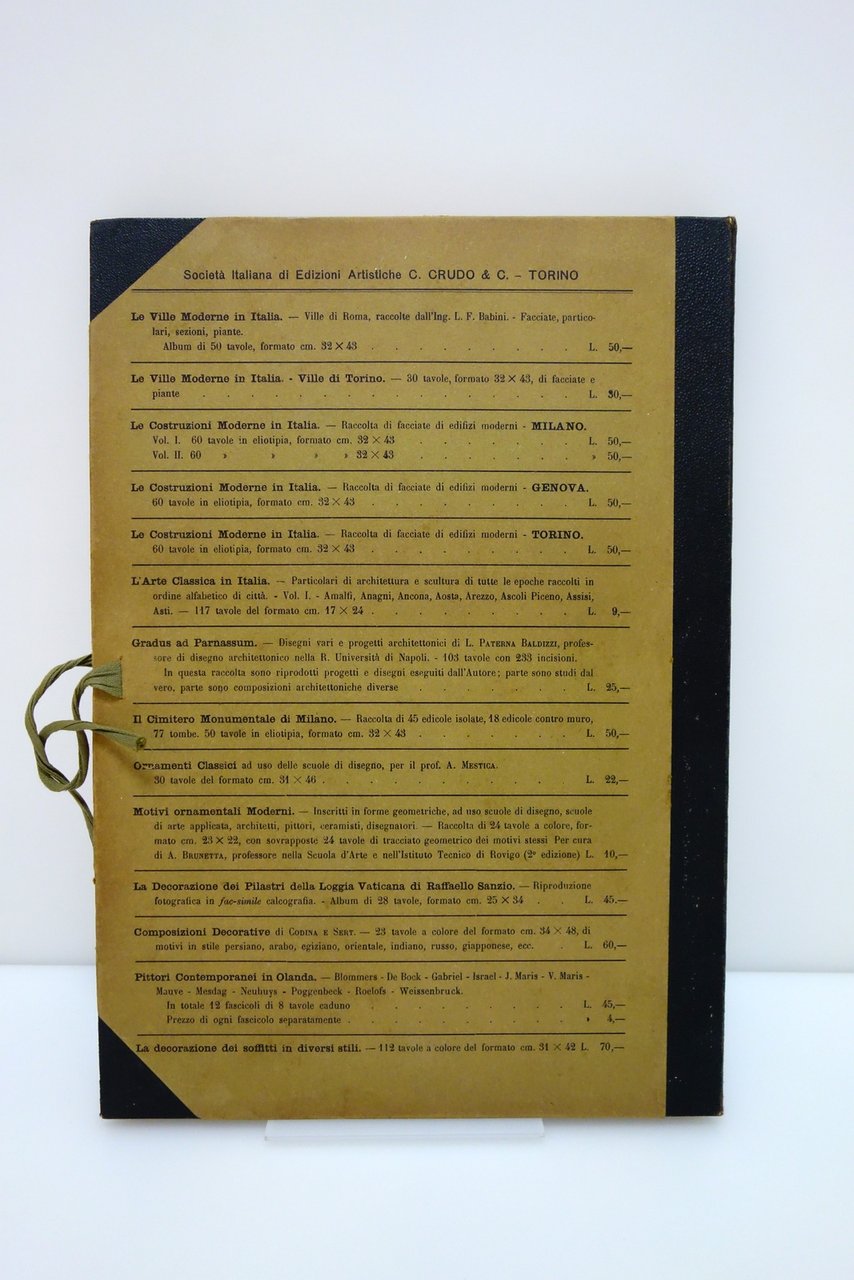 Società Italiana di Edizioni Artistiche C. CRUDO & C. – TORINO
Le Ville Moderne in Italia. — Ville di Roma, raccolte dall'Ing. L. F. Babini. - Facciate, partico-
lari, sezioni, piante.
Album di 50 tavole, formato cm. 32 × 43 . . . . . . . . . L. 50,—
Le Ville Moderne in Italia. - Ville di Torino. — 30 tavole, formato 32 × 43, di facciate e
piante . . . . . . . . . . . . . . . . L. 30,—
Le Costruzioni Moderne in Italia. — Raccolta di facciate di edifizi moderni - MILANO.
Vol. I. 60 tavole in eliotipia, formato cm. 32 × 43 . . . . . . . L. 50,—
Vol. II. 60 » » » » 32 × 43 . . . . . . . » 50,—
Le Costruzioni Moderne in Italia. — Raccolta di facciate di edifizi moderni - GENOVA.
60 tavole in eliotipia, formato cm. 32 × 43 . . . . . . . . . L. 50,—
Le Costruzioni Moderne in Italia. — Raccolta di facciate di edifizi moderni - TORINO.
60 tavole in eliotipia, formato cm. 32 × 43 . . . . . . . . . L. 50,—
L'Arte Classica in Italia. — Particolari di architettura e scultura di tutte le epoche raccolti in
ordine alfabetico di città. - Vol. I. - Amalfi, Anagni, Ancona, Aosta, Arezzo, Ascoli Piceno, Assisi,
Asti. — 117 tavole del formato cm. 17 × 24 . . . . . . . . . L. 9,—
Gradus ad Parnassum. — Disegni vari e progetti architettonici di L. PATERNA BALDIZZI, profes-
sore di disegno architettonico nella R. Università di Napoli. - 103 tavole con 233 incisioni.
In questa raccolta sono riprodotti progetti e disegni eseguiti dall'Autore; parte sono studi dal
vero, parte sono composizioni architettoniche diverse . . . . . . . L. 25,—
Il Cimitero Monumentale di Milano. — Raccolta di 45 edicole isolate, 18 edicole contro muro,
77 tombe. 50 tavole in eliotipia, formato cm. 32 × 43 . . . . . . . L. 50,—
Ornamenti Classici ad uso delle scuole di disegno, per il prof. A. MESTICA.
30 tavole del formato cm. 31 × 46 . . . . . . . . . . . L. 22,—
Motivi ornamentali Moderni. — Inscritti in forme geometriche, ad uso scuole di disegno, scuole
di arte applicata, architetti, pittori, ceramisti, disegnatori. — Raccolta di 24 tavole a colore, for-
mato cm. 23 × 22, con sovrapposte 24 tavole di tracciato geometrico dei motivi stessi Per cura
di A. BRUNETTA, professore nella Scuola d'Arte e nell'Istituto Tecnico di Rovigo (2ª edizione) L. 10,—
La Decorazione dei Pilastri della Loggia Vaticana di Raffaello Sanzio. — Riproduzione
fotografica in fac-simile calcografia. - Album di 28 tavole, formato cm. 25 × 34 . . L. 45.—
Composizioni Decorative di CODINA E SERT. — 23 tavole a colore del formato cm. 34 × 48, di
motivi in stile persiano, arabo, egiziano, orientale, indiano, russo, giapponese, ecc. . L. 60,—
Pittori Contemporanei in Olanda. — Blommers - De Bock - Gabriel - Israel - J. Maris - V. Maris -
Mauve - Mesdag - Neuhuys - Poggenbeck - Roelofs - Weissenbruck.
In totale 12 fascicoli di 8 tavole caduno . . . . . . . . . L. 45,—
Prezzo di ogni fascicolo separatamente . . . . . . . . . . » 4,—
La decorazione dei soffitti in diversi stili. — 112 tavole a colore del formato cm. 31 × 42 L. 70,—